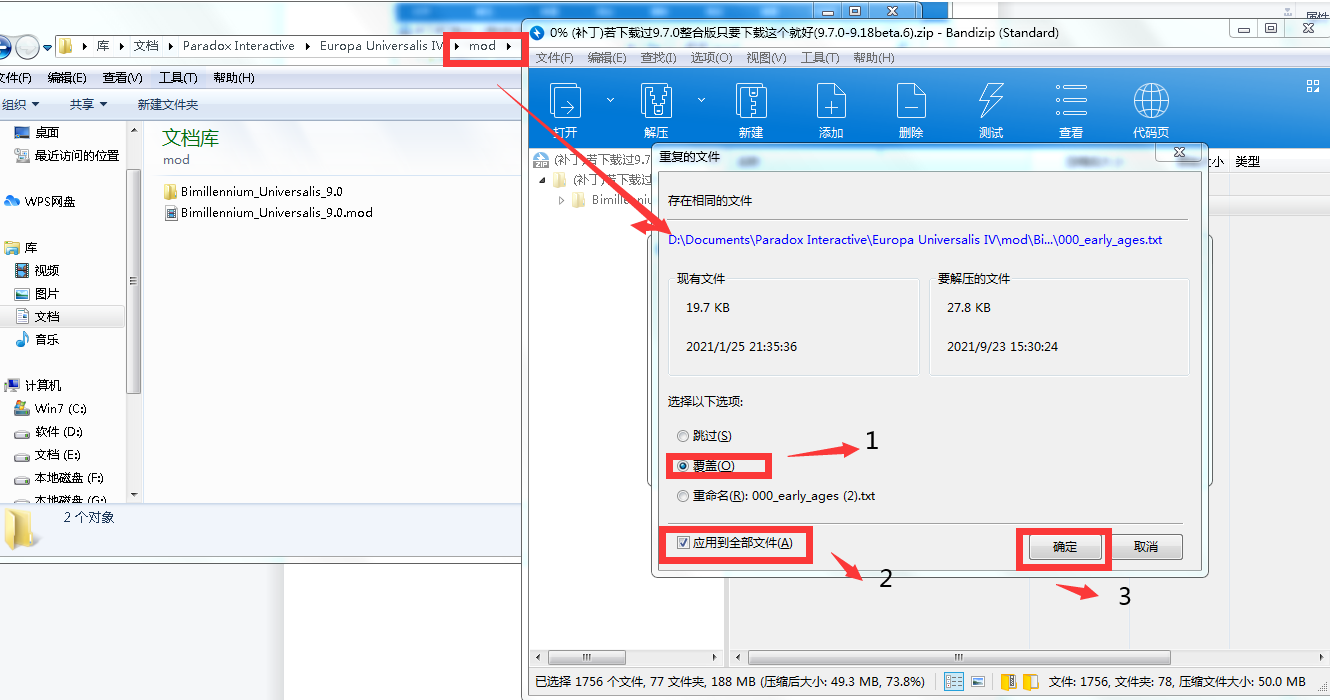 库 ▸ 文档 ▸ Paradox Interactive ▸ Europa Universalis IV ▸ mod ▸
文件(F) 编辑(E) 查看(V) 工具(T) 帮助(H)
组织 ▼ 共享 ▼ 新建文件夹
桌面
最近访问的位置
WPS网盘
库
视频
图片
文档
音乐
计算机
Win7 (C:)
软件 (D:)
文档 (E:)
本地磁盘 (F:)
本地磁盘 (G:)
文档库
mod
Bimillennium_Universalis_9.0
Bimillennium_Universalis_9.0.mod
2 个对象
属性
0% (补丁)若下载过9.7.0整合版只要下载这个就好(9.7.0-9.18beta.6).zip - Bandizip (Standard)
文件(F) 编辑(E) 查找(I) 选项(O) 视图(V) 工具(T) 帮助(H)
打开 解压 新建 添加 删除 测试 查看 代码页
(补丁)若下载过9.7
(补丁)若下载过
Bimillenniu
大小 类型
重复的文件
存在相同的文件
D:\Documents\Paradox Interactive\Europa Universalis IV\mod\Bi...\000_early_ages.txt
现有文件 要解压的文件
19.7 KB 27.8 KB
2021/1/25 21:35:36 2021/9/23 15:30:24
选择以下选项:
跳过(S)
覆盖(O)
1
重命名(R): 000_early_ages (2).txt
应用到全部文件(A)
2
确定 取消
3
已选择 1756 个文件, 77 文件夹, 188 MB (压缩后大小: 49.3 MB, 73.8%) 文件: 1756, 文件夹: 78, 压缩文件大小: 50.0 MB